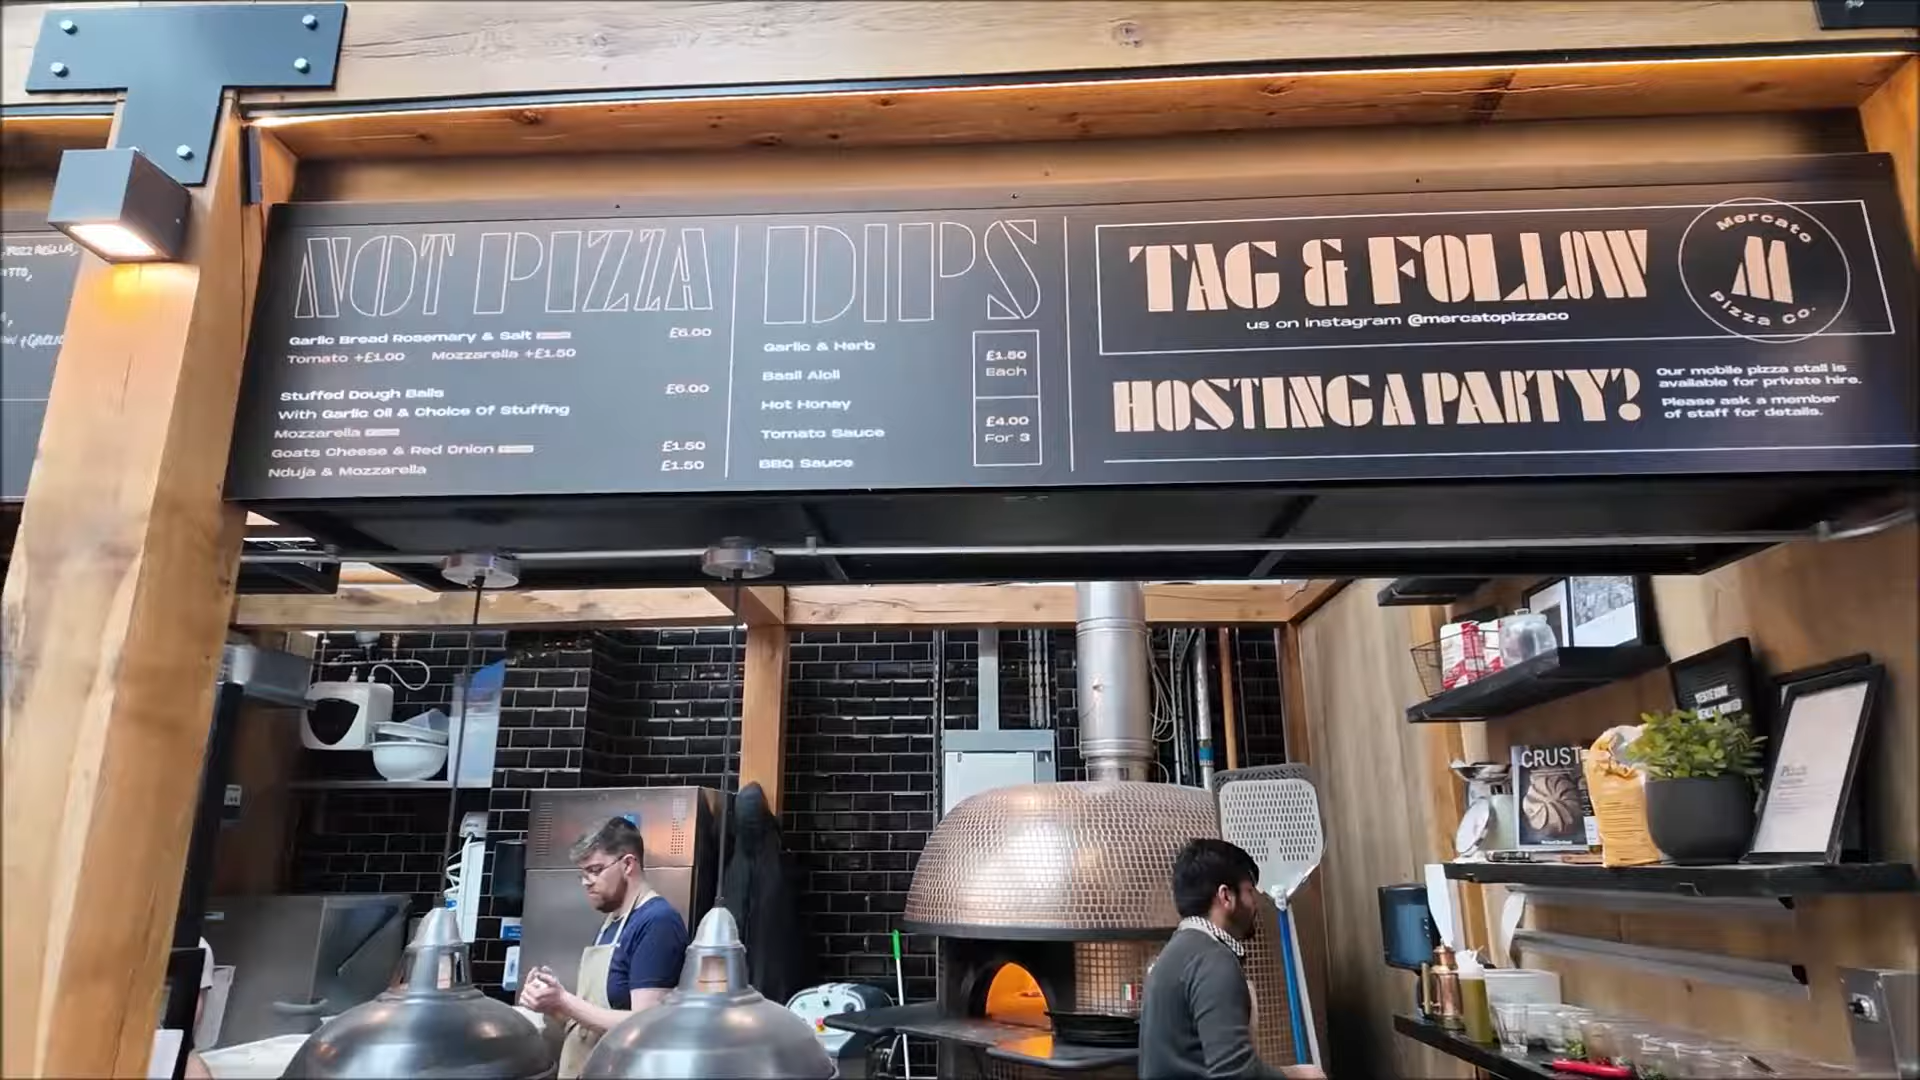 NOT PIZZA
Garlic Bread Rosemary & Salt £6.00
Tomato +£1.00 Mozzarella +£1.50
Stuffed Dough Balls £6.00
With Garlic Oil & Choice Of Stuffing
Mozzarella
Goats Cheese & Red Onion £1.50
Nduja & Mozzarella £1.50
DIPS
Garlic & Herb
Basil Aioli
Hot Honey
Tomato Sauce
BBQ Sauce
£1.50
Each
£4.00
For 3
TAG & FOLLOW
us on instagram @mercatopizzaco
Mercato
M
Pizza Co.
HOSTING A PARTY?
Our mobile pizza stall is
available for private hire.
Please ask a member
of staff for details.
CRUST